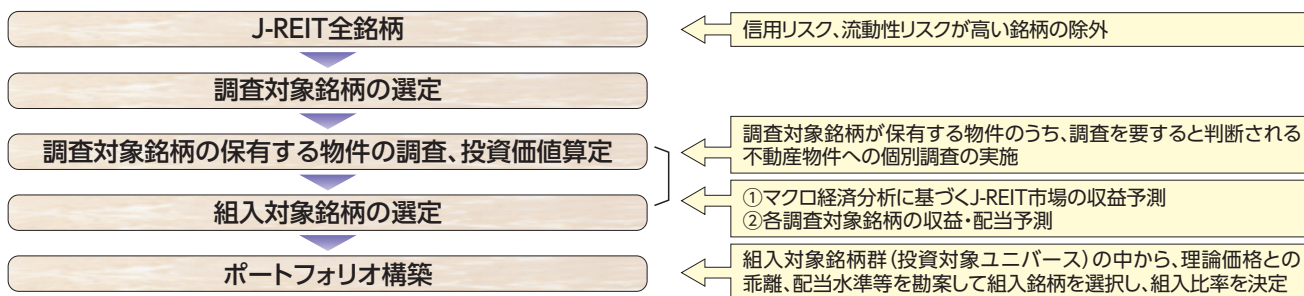 J-REIT全銘柄
信用リスク、流動性リスクが高い銘柄の除外
調査対象銘柄の選定
調査対象銘柄の保有する物件の調査、投資価値算定
調査対象銘柄が保有する物件のうち、調査を要すると判断される
不動産物件への個別調査の実施
組入対象銘柄の選定
①マクロ経済分析に基づくJ-REIT市場の収益予測
②各調査対象銘柄の収益・配当予測
ポートフォリオ構築
組入対象銘柄群(投資対象ユニバース)の中から、理論価格との
乖離、配当水準等を勘案して組入銘柄を選択し、組入比率を決定